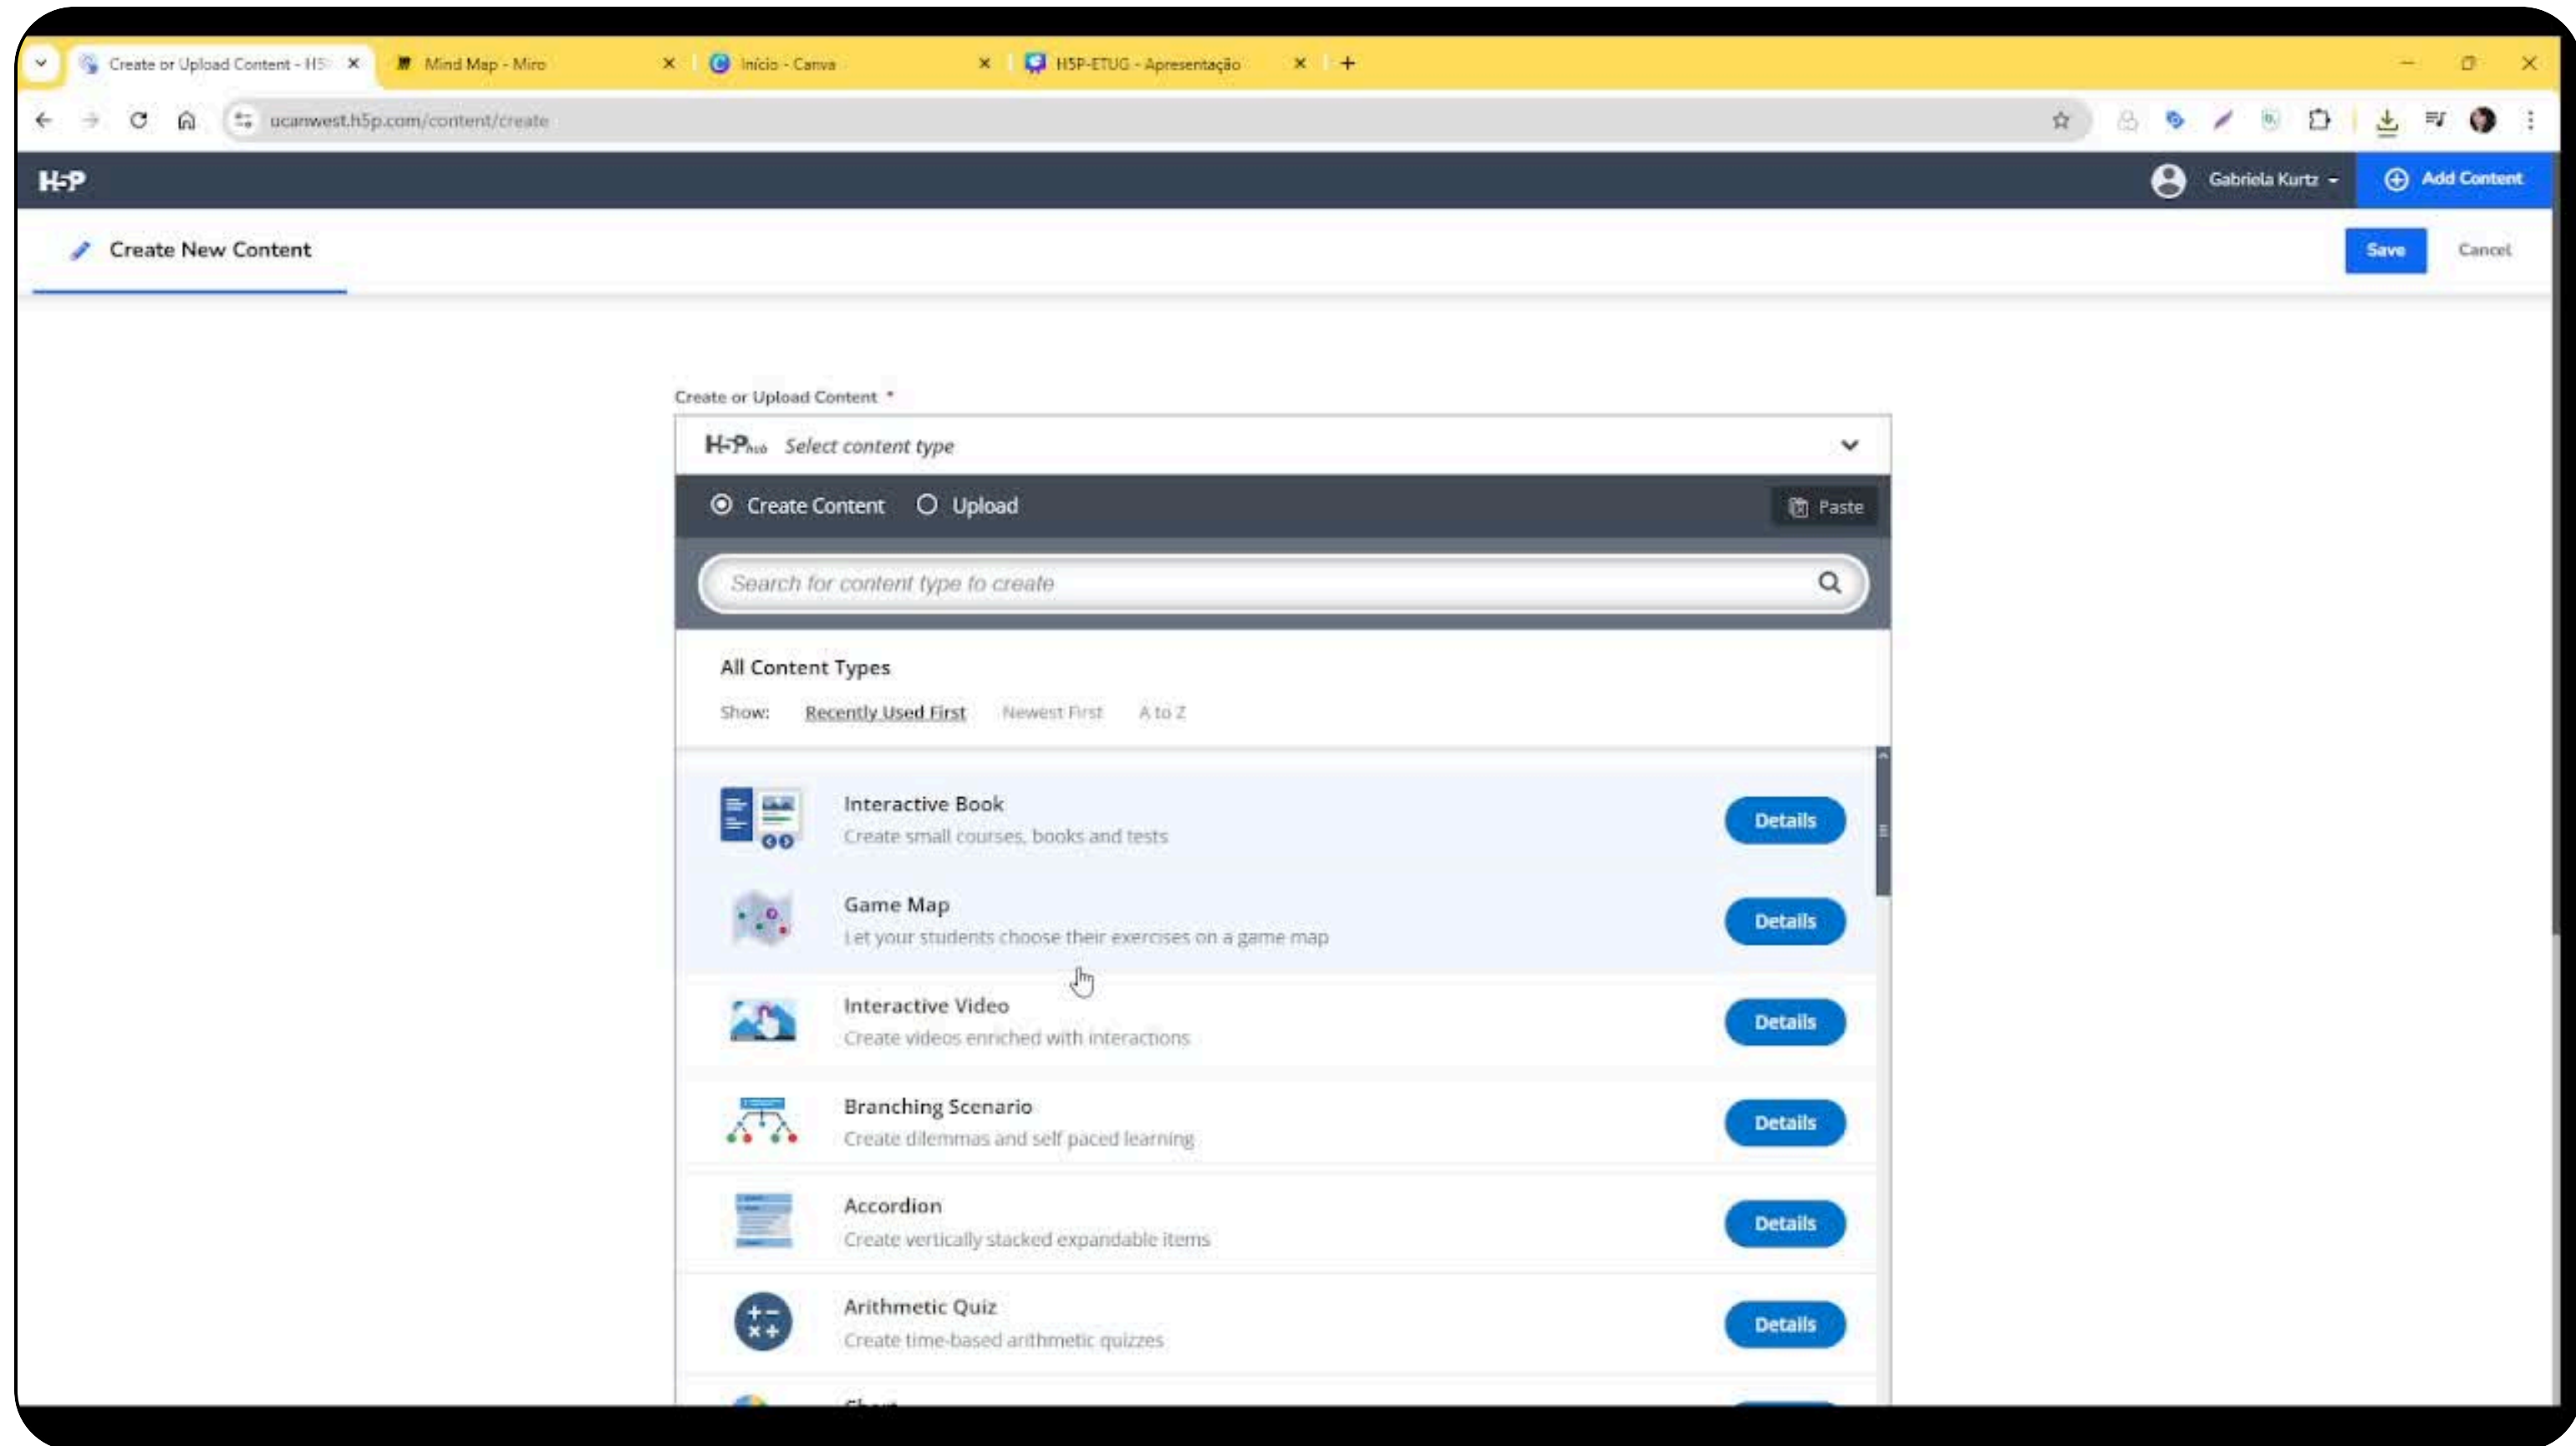 Create or Upload Content - H5
Mind Map - Miro
Início - Canva
H5P-ETUG - Apresentação
ucanwest.h5p.com/content/create
H5P
Gabriela Kurtz
Add Content
Create New Content
Save
Cancel
Create or Upload Content *
H5P hub Select content type
Create Content
Upload
Paste
Search for content type to create
All Content Types
Show: Recently Used First Newest First A to Z
Interactive Book
Create small courses, books and tests
Details
Game Map
Let your students choose their exercises on a game map
Details
Interactive Video
Create videos enriched with interactions
Details
Branching Scenario
Create dilemmas and self paced learning
Details
Accordion
Create vertically stacked expandable items
Details
Arithmetic Quiz
Create time-based arithmetic quizzes
Details